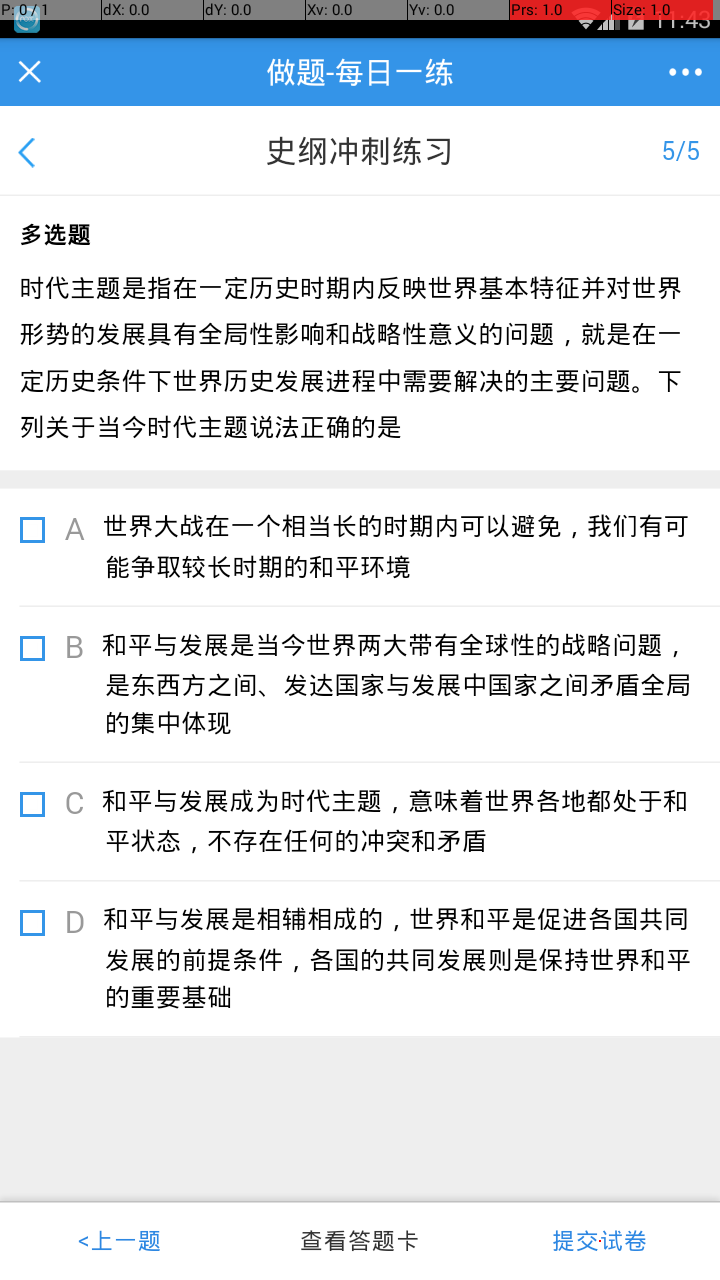 P: 0 / 1 dX: 0.0 dY: 0.0 Xv: 0.0 Yv: 0.0 Prs: 1.0 Size: 1.0 11:43
做题-每日一练
史纲冲刺练习 5/5
多选题
时代主题是指在一定历史时期内反映世界基本特征并对世界
形势的发展具有全局性影响和战略性意义的问题，就是在一
定历史条件下世界历史发展进程中需要解决的主要问题。下
列关于当今时代主题说法正确的是
A 世界大战在一个相当长的时期内可以避免，我们有可
能争取较长时期的和平环境
B 和平与发展是当今世界两大带有全球性的战略问题，
是东西方之间、发达国家与发展中国家之间矛盾全局
的集中体现
C 和平与发展成为时代主题，意味着世界各地都处于和
平状态，不存在任何的冲突和矛盾
D 和平与发展是相辅相成的，世界和平是促进各国共同
发展的前提条件，各国的共同发展则是保持世界和平
的重要基础
<上一题 查看答题卡 提交试卷